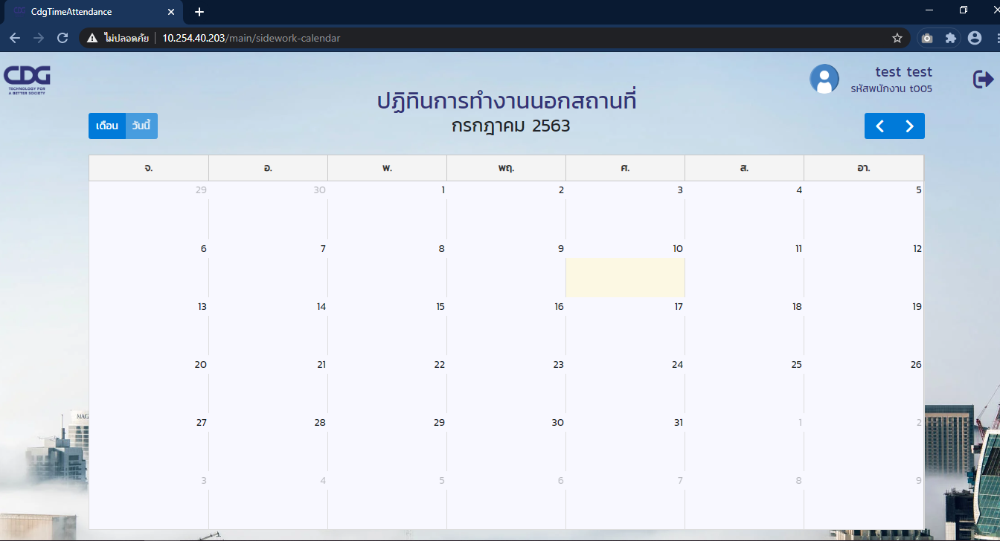 CdgTimeAttendance
ไม่ปลอดภัย 10.254.40.203/main/sidework-calendar
CDG
TECHNOLOGY FOR
A BETTER SOCIETY
test test
รหัสพนักงาน t005
ปฏิทินการทำงานนอกสถานที่
กรกฎาคม 2563
เดือน วันนี้
จ. อ. พ. พฤ. ศ. ส. อา.
29 30 1 2 3 4 5
6 7 8 9 10 11 12
13 14 15 16 17 18 19
20 21 22 23 24 25 26
27 28 29 30 31 1 2
3 4 5 6 7 8 9
MAG